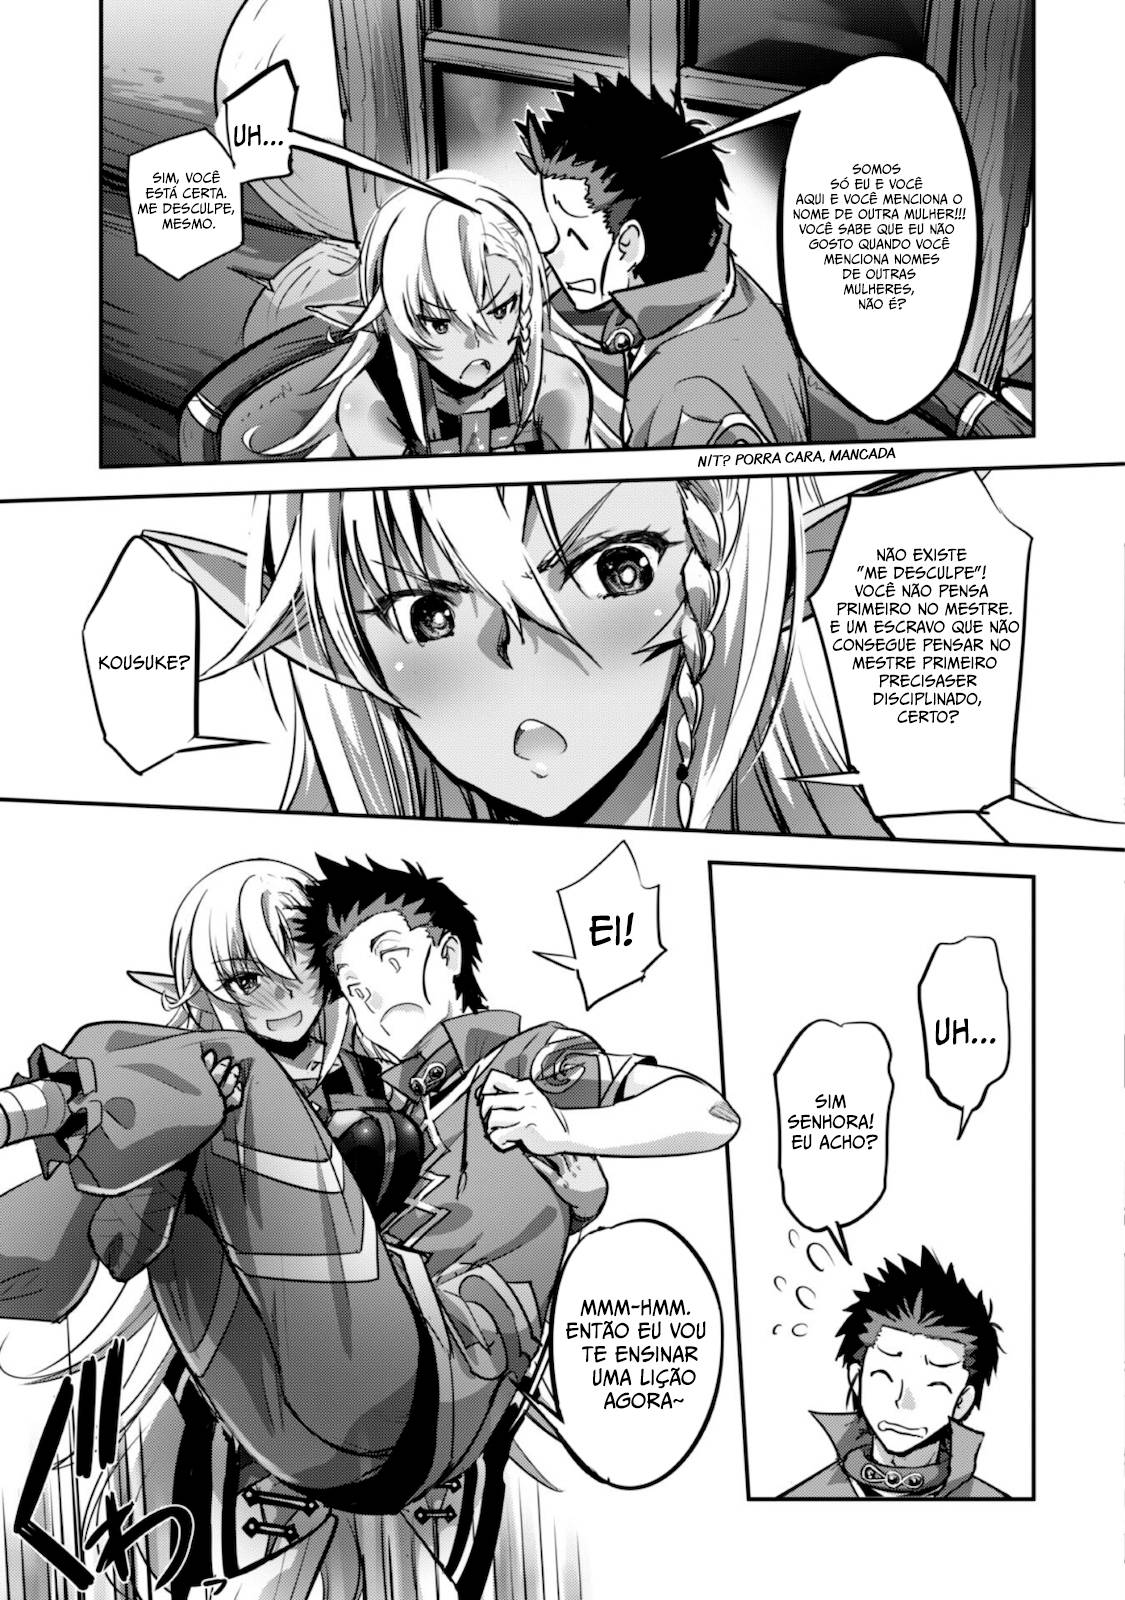 SOMOS
SÓ EU E VOCÊ
AQUI E VOCÊ MENCIONA O
NOME DE OUTRA MULHER!!!
VOCÊ SABE QUE EU NÃO
GOSTO QUANDO VOCÊ
MENCIONA NOMES
DE OUTRAS
MULHERES,
NÃO É?
UH...
SIM, VOCÊ
ESTÁ CERTA.
ME DESCULPE,
MESMO.
N/T? PORRA CARA, MANCADA
NÃO EXISTE
"ME DESCULPE"!
VOCÊ NÃO PENSA
PRIMEIRO NO MESTRE.
E UM ESCRAVO QUE NÃO
CONSEGUE PENSAR NO
MESTRE PRIMEIRO
PRECISASER
DISCIPLINADO,
CERTO?
KOUSUKE?
UH...
SIM
SENHORA!
EU ACHO?
EI!
MMM-HMM.
ENTÃO EU VOU
TE ENSINAR
UMA LIÇÃO
AGORA~
ぐわっ